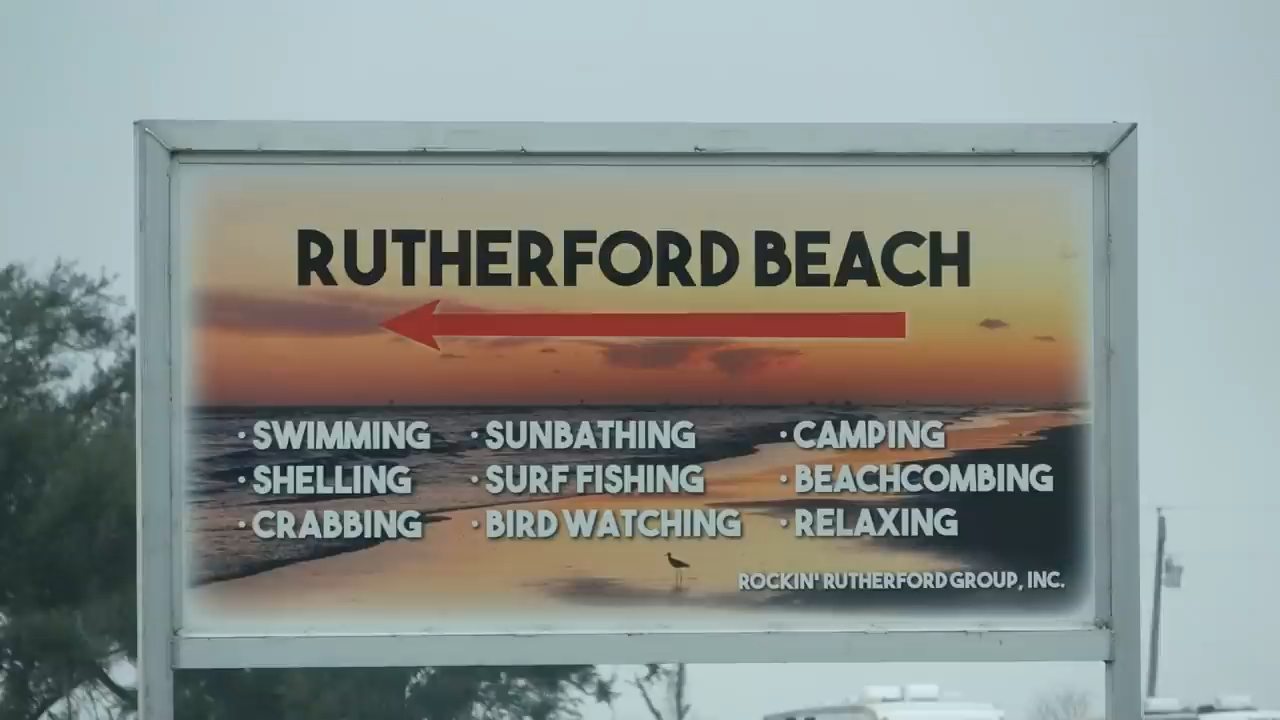 RUTHERFORD BEACH
· SWIMMING · SUNBATHING · CAMPING
· SHELLING · SURF FISHING · BEACHCOMBING
· CRABBING · BIRD WATCHING · RELAXING
ROCKIN' RUTHERFORD GROUP, INC.